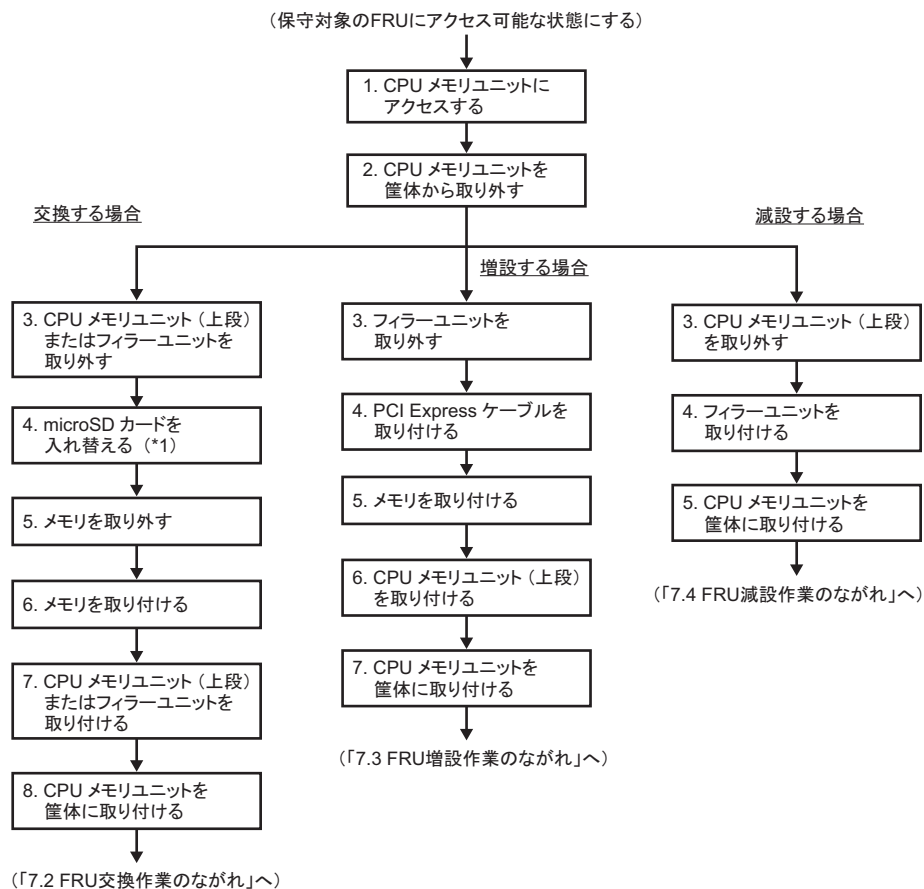 （保守対象のFRUにアクセス可能な状態にする）
1. CPU メモリユニットに
アクセスする
2. CPU メモリユニットを
筐体から取り外す
交換する場合
増設する場合
減設する場合
3. CPU メモリユニット（上段）
またはフィラーユニットを
取り外す
4. microSD カードを
入れ替える（*1）
5. メモリを取り外す
6. メモリを取り付ける
7. CPU メモリユニット（上段）
またはフィラーユニットを
取り付ける
8. CPU メモリユニットを
筐体に取り付ける
（「7.2 FRU交換作業のながれ」へ）
3. フィラーユニットを
取り外す
4. PCI Express ケーブルを
取り付ける
5. メモリを取り付ける
6. CPU メモリユニット（上段）
を取り付ける
7. CPU メモリユニットを
筐体に取り付ける
（「7.3 FRU増設作業のながれ」へ）
3. CPU メモリユニット（上段）
を取り外す
4. フィラーユニットを
取り付ける
5. CPU メモリユニットを
筐体に取り付ける
（「7.4 FRU減設作業のながれ」へ）